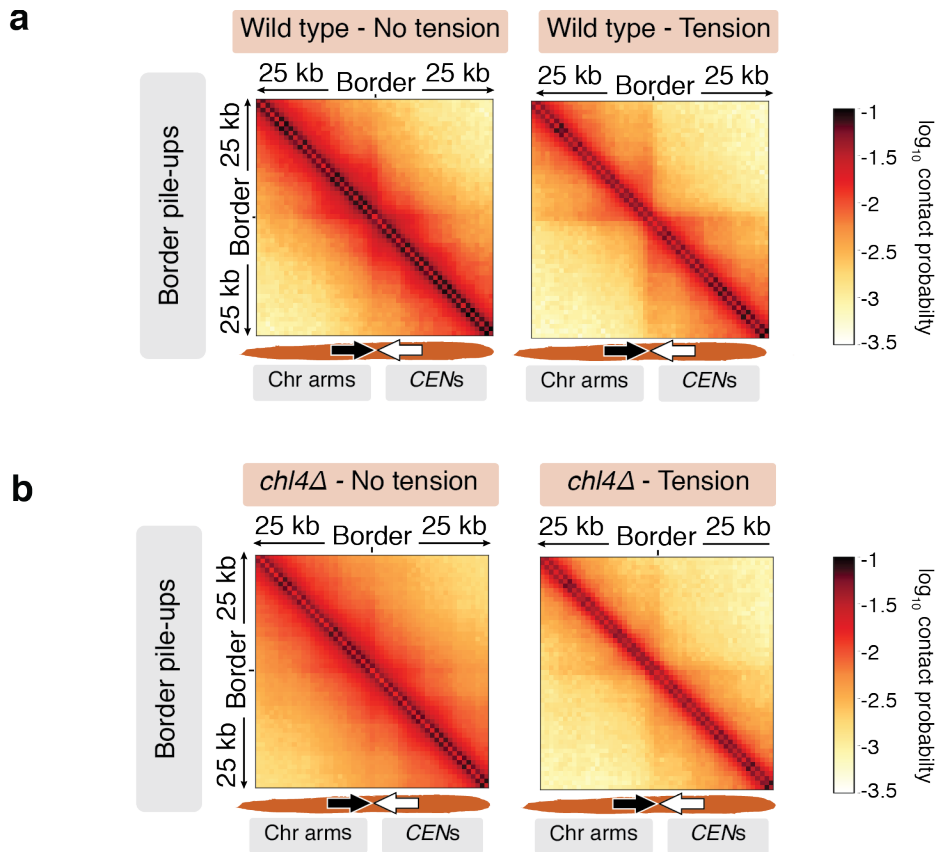 a
Wild type - No tension
Wild type - Tension
25 kb
Border
25 kb
25 kb
Border
25 kb
Border pile-ups
25 kb
Border
25 kb
-1
-1.5
-2
-2.5
-3
-3.5
log10 contact probabilty
Chr arms
CENs
Chr arms
CENs
b
chl4Δ - No tension
chl4Δ - Tension
25 kb
Border
25 kb
25 kb
Border
25 kb
Border pile-ups
25 kb
Border
25 kb
-1
-1.5
-2
-2.5
-3
-3.5
log10 contact probabilty
Chr arms
CENs
Chr arms
CENs